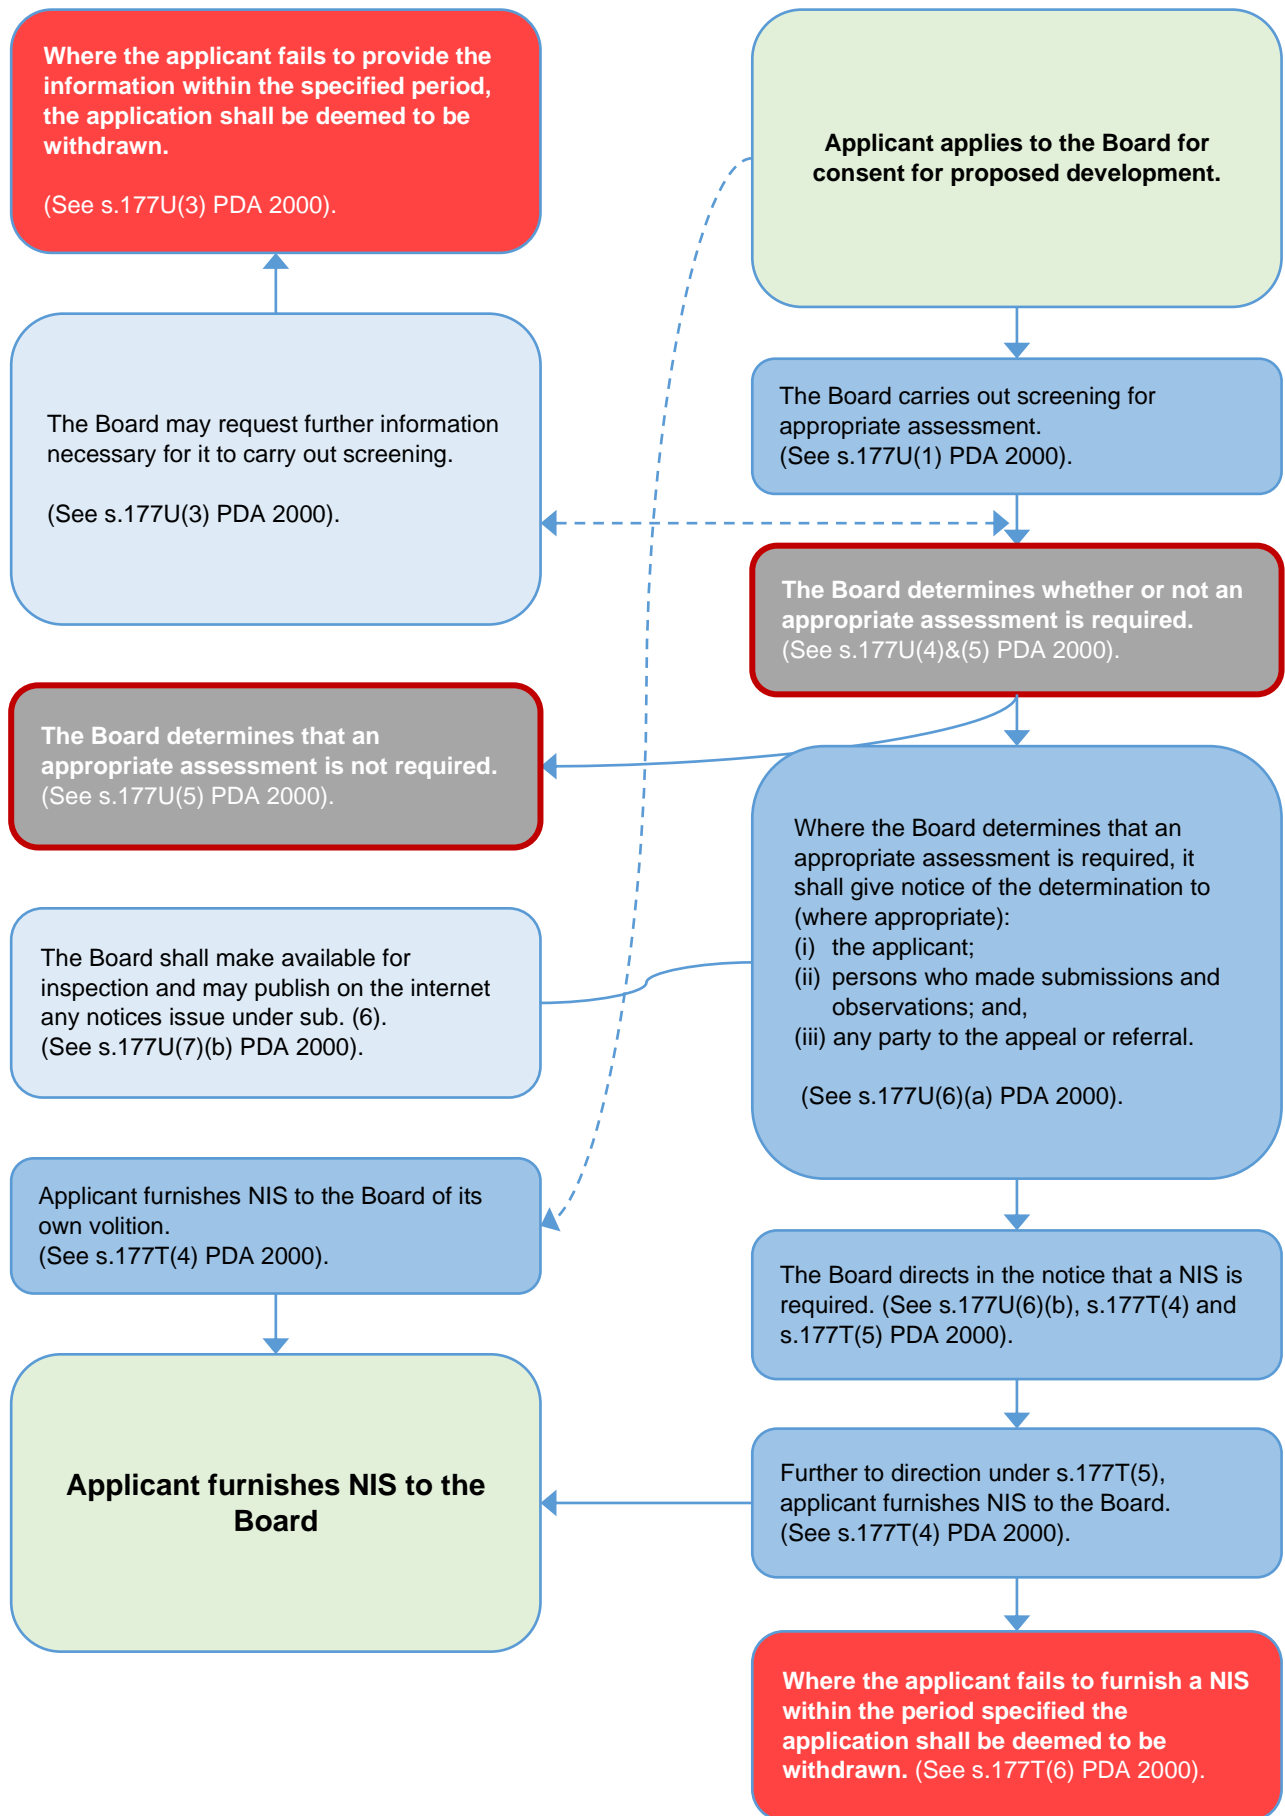 Where the applicant fails to provide the
information within the specified period,
the application shall be deemed to be
withdrawn.
(See s.177U(3) PDA 2000).
Applicant applies to the Board for
consent for proposed development.
The Board may request further information
necessary for it to carry out screening.
(See s.177U(3) PDA 2000).
The Board carries out screening for
appropriate assessment.
(See s.177U(1) PDA 2000).
The Board determines whether or not an
appropriate assessment is required.
(See s.177U(4)&(5) PDA 2000).
The Board determines that an
appropriate assessment is not required.
(See s.177U(5) PDA 2000).
Where the Board determines that an
appropriate assessment is required, it
shall give notice of the determination to
(where appropriate):
(i) the applicant;
(ii) persons who made submissions and
observations; and,
(iii) any party to the appeal or referral.
(See s.177U(6)(a) PDA 2000).
The Board shall make available for
inspection and may publish on the internet
any notices issue under sub. (6).
(See s.177U(7)(b) PDA 2000).
Applicant furnishes NIS to the Board of its
own volition.
(See s.177T(4) PDA 2000).
The Board directs in the notice that a NIS is
required. (See s.177U(6)(b), s.177T(4) and
s.177T(5) PDA 2000).
Applicant furnishes NIS to the
Board
Further to direction under s.177T(5),
applicant furnishes NIS to the Board.
(See s.177T(4) PDA 2000).
Where the applicant fails to furnish a NIS
within the period specified the
application shall be deemed to be
withdrawn. (See s.177T(6) PDA 2000).